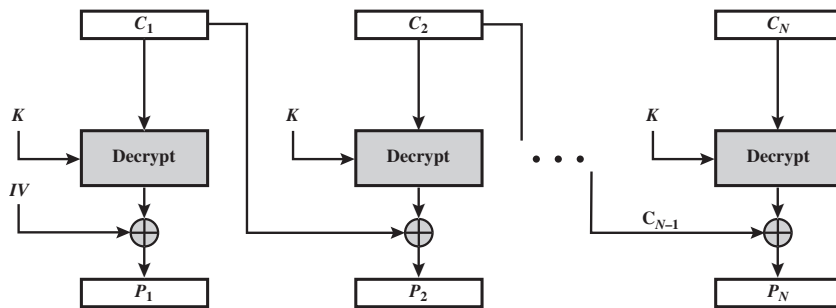 C1
C2
CN
K
K
K
Decrypt
Decrypt
Decrypt
IV
CN–1
P1
P2
PN